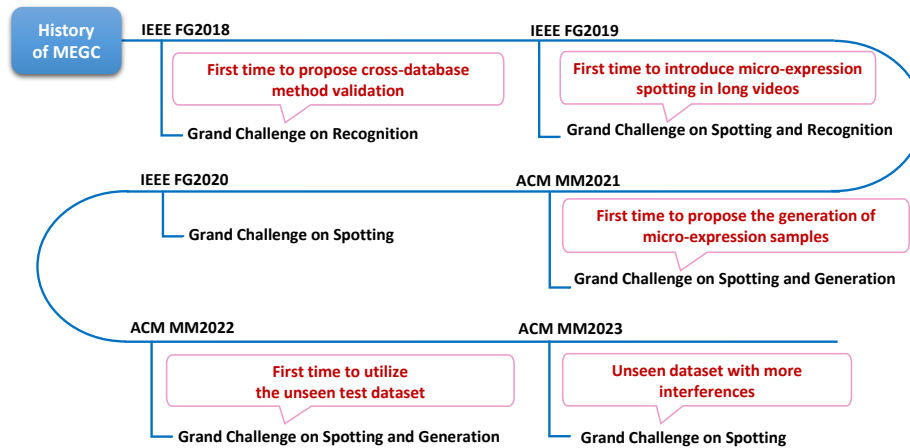 History
of MEGC
IEEE FG2018
First time to propose cross-database
method validation
Grand Challenge on Recognition
IEEE FG2019
First time to introduce micro-expression
spotting in long videos
Grand Challenge on Spotting and Recognition
IEEE FG2020
Grand Challenge on Spotting
ACM MM2021
First time to propose the generation of
micro-expression samples
Grand Challenge on Spotting and Generation
ACM MM2022
First time to utilize
the unseen test dataset
Grand Challenge on Spotting and Generation
ACM MM2023
Unseen dataset with more
interferences
Grand Challenge on Spotting